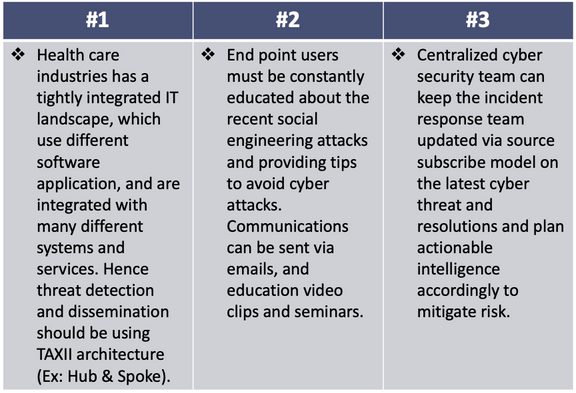 #1
#2
#3
❖ Health care
industries has a
tightly integrated IT
landscape, which
use different
software
application, and are
integrated with
many different
systems and
services. Hence
threat detection
and dissemination
should be using
TAXII architecture
(Ex: Hub & Spoke).
❖ End point users
must be constantly
educated about the
recent social
engineering attacks
and providing tips
to avoid cyber
attacks.
Communications
can be sent via
emails, and
education video
clips and seminars.
❖ Centralized cyber
security team can
keep the incident
response team
updated via source
subscribe model on
the latest cyber
threat and
resolutions and plan
actionable
intelligence
accordingly to
mitigate risk.